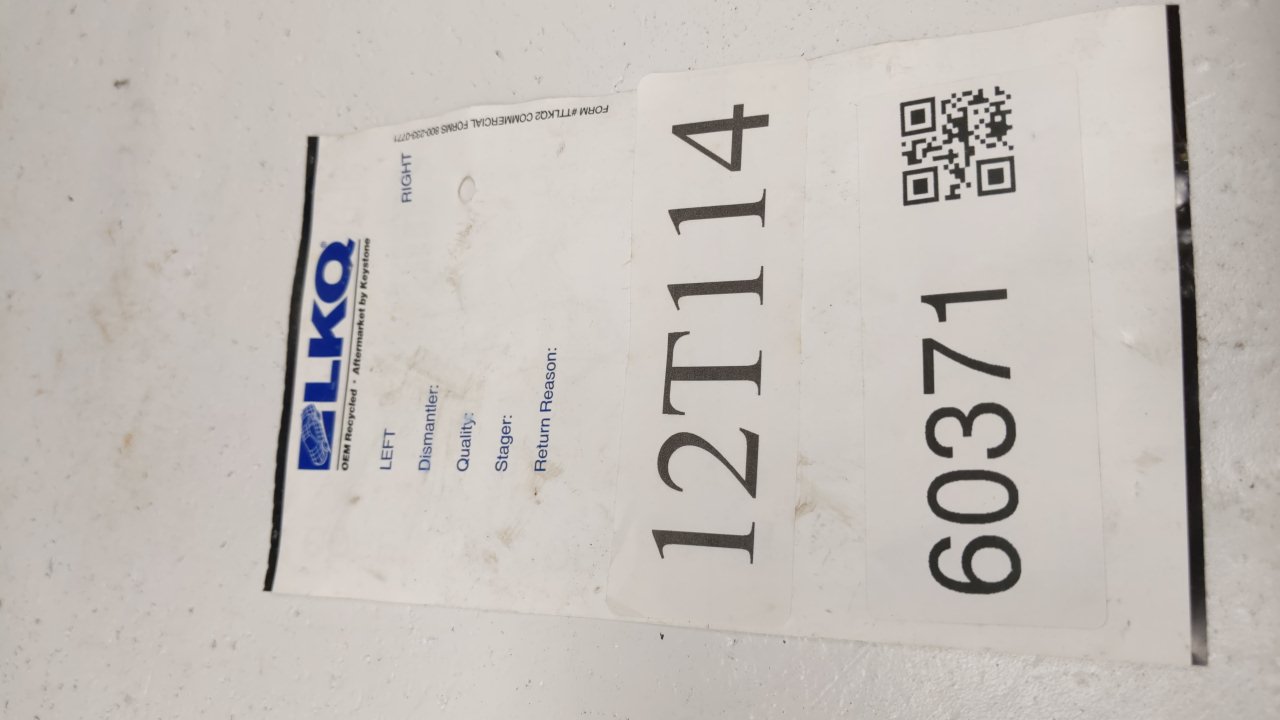 LKQ®
OEM Recycled • Aftermarket by Keystone
LEFT RIGHT
Dismantler:
Quality:
Stager:
Return Reason:
FORM #TTLKQ2 COMMERCIAL FORMS 800-233-0771
12T114
60371